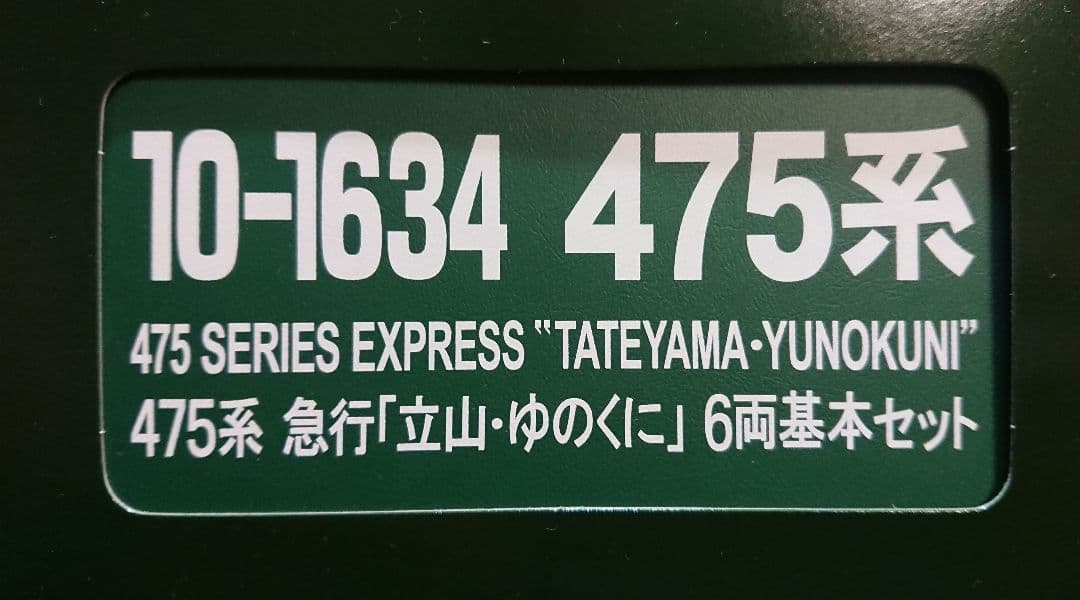 10-1634 475系
475 SERIES EXPRESS “TATEYAMA・YUNOKUNI”
475系 急行「立山・ゆのくに」 6両基本セット